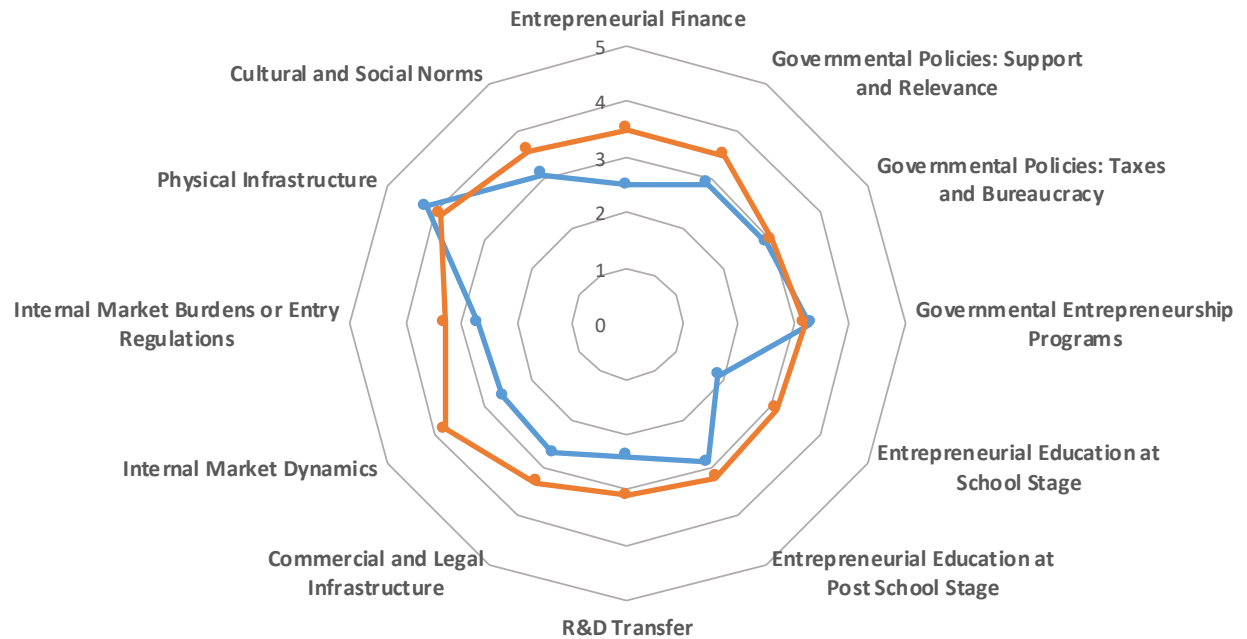 Entrepreneurial Finance
Governmental Policies: Support
and Relevance
Governmental Policies: Taxes
and Bureaucracy
Governmental Entrepreneurship
Programs
Entrepreneurial Education at
School Stage
Entrepreneurial Education at
Post School Stage
R&D Transfer
Commercial and Legal
Infrastructure
Internal Market Dynamics
Internal Market Burdens or Entry
Regulations
Physical Infrastructure
Cultural and Social Norms
5
4
3
2
1
0